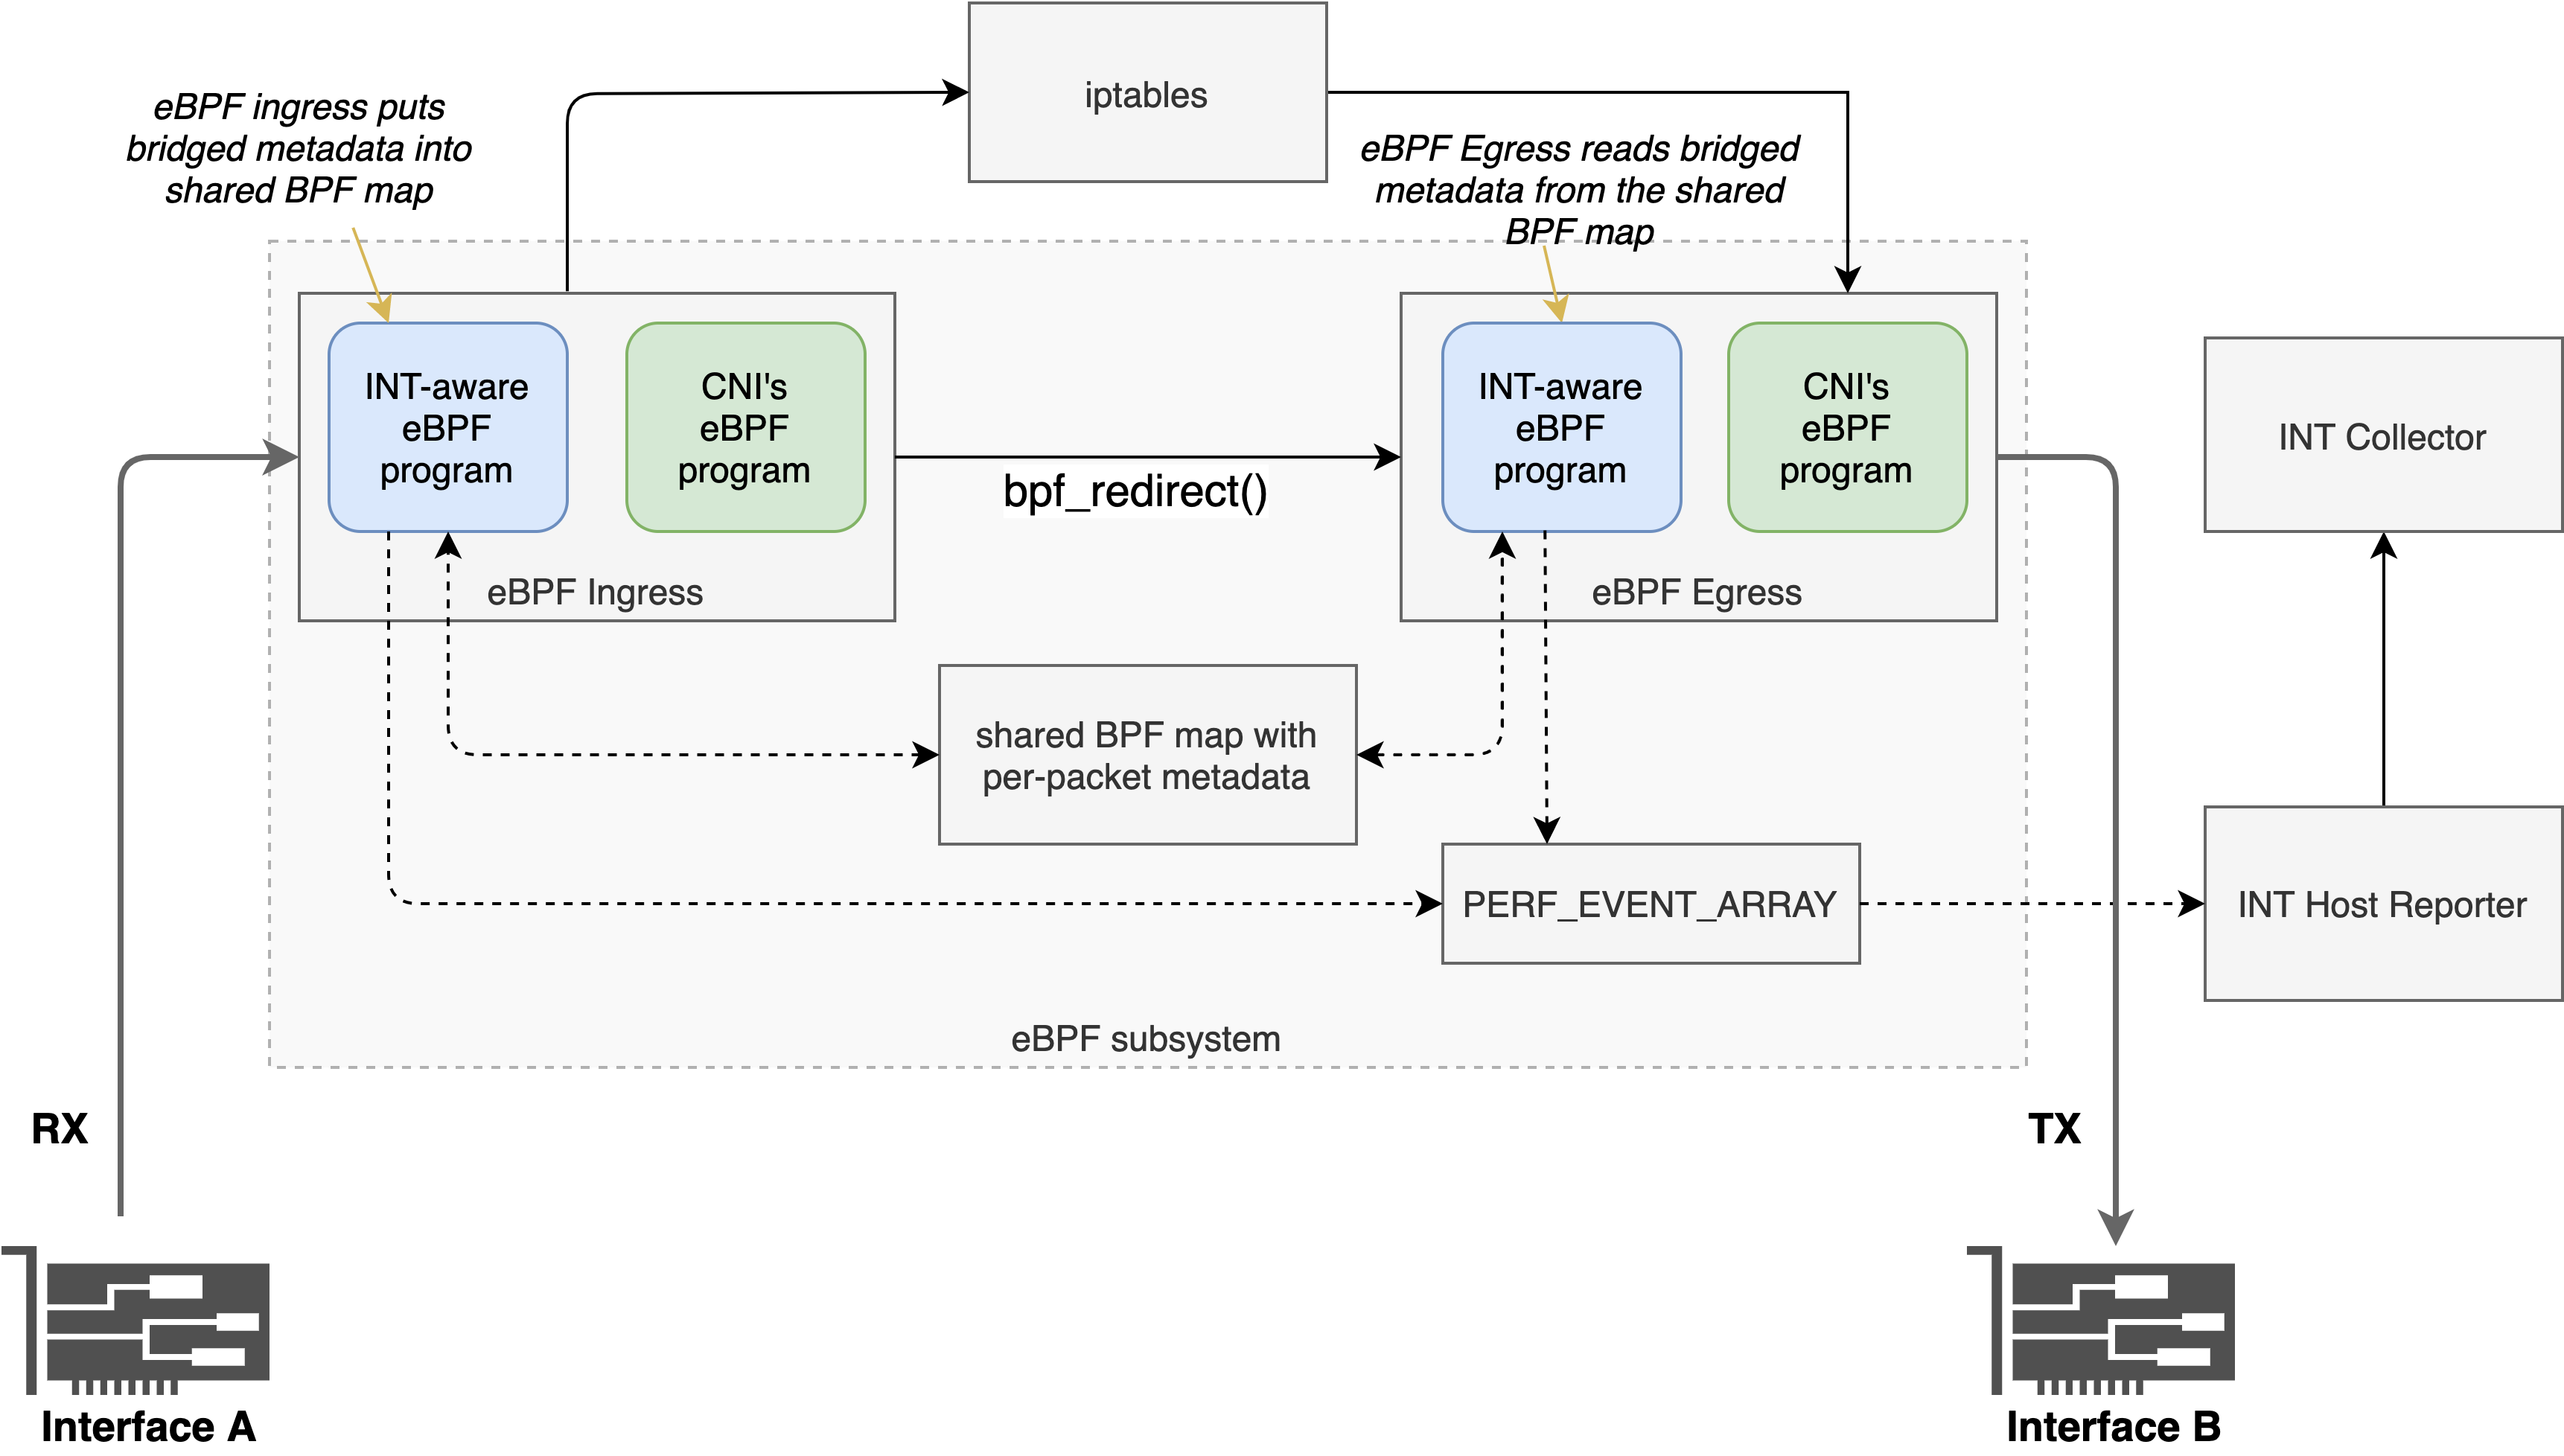 iptables
eBPF ingress puts
bridged metadata into
shared BPF map
eBPF Egress reads bridged
metadata from the shared
BPF map
INT-aware
eBPF
program
CNI's
eBPF
program
eBPF Ingress
bpf_redirect()
INT-aware
eBPF
program
CNI's
eBPF
program
eBPF Egress
INT Collector
shared BPF map with
per-packet metadata
PERF_EVENT_ARRAY
INT Host Reporter
eBPF subsystem
RX
TX
Interface A
Interface B